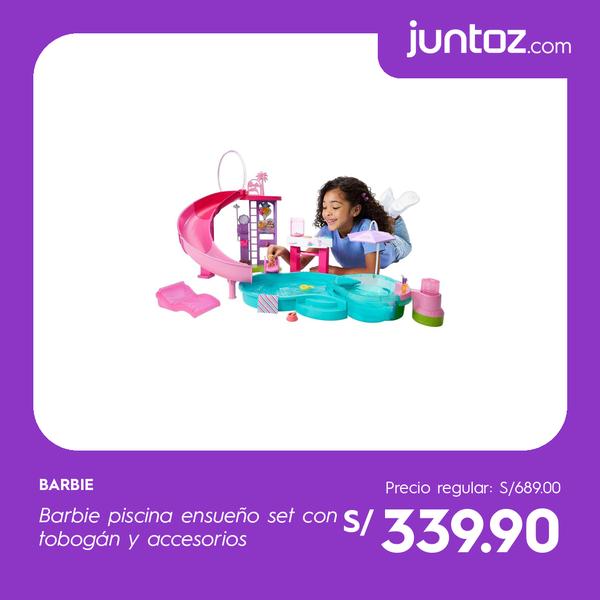 juntoz.com
BARBIE
Precio regular: S/689.00
Barbie piscina ensueño set con
tobogán y accesorios
S/ 339.90